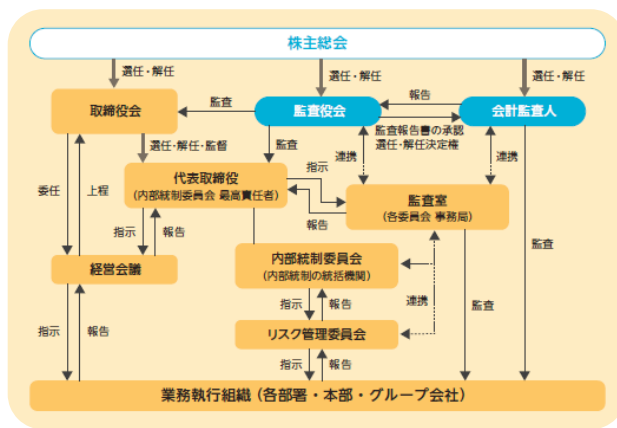 株主総会
選任・解任
選任・解任
選任・解任
取締役会
監査
監査役会
報告
会計監査人
監査報告書の承認
選任・解任決定権
選任・解任・監督
監査
指示
連携
連携
委任
上程
代表取締役
(内部統制委員会 最高責任者)
監査室
(各委員会 事務局)
報告
指示
報告
監査
経営会議
内部統制委員会
(内部統制の統括機関)
指示
報告
連携
監査
指示
報告
リスク管理委員会
指示
報告
業務執行組織(各部署・本部・グループ会社)